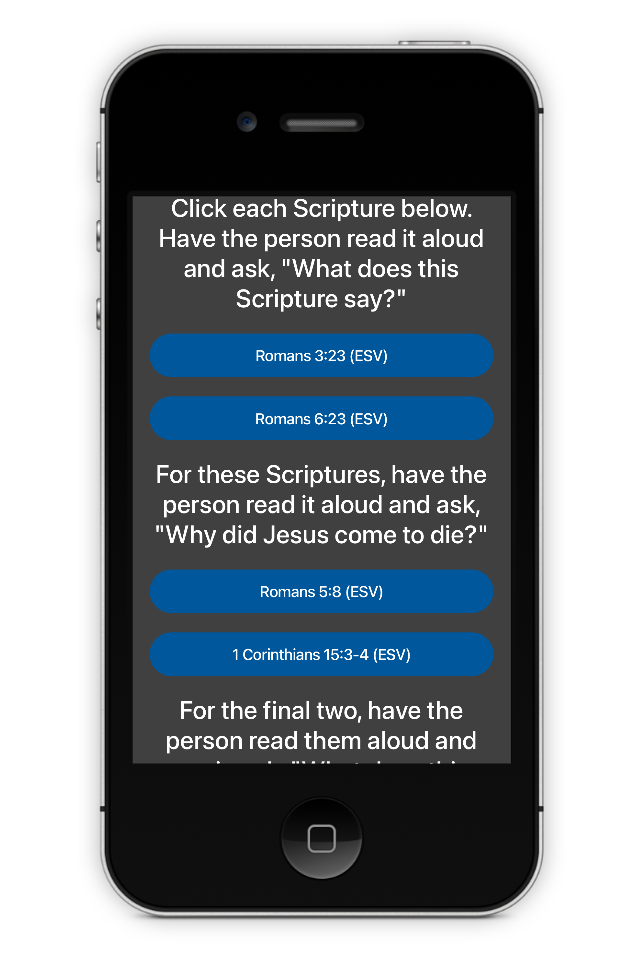 Click each Scripture below.
Have the person read it aloud
and ask, "What does this
Scripture say?"
Romans 3:23 (ESV)
Romans 6:23 (ESV)
For these Scriptures, have the
person read it aloud and ask,
"Why did Jesus come to die?"
Romans 5:8 (ESV)
1 Corinthians 15:3-4 (ESV)
For the final two, have the
person read them aloud and